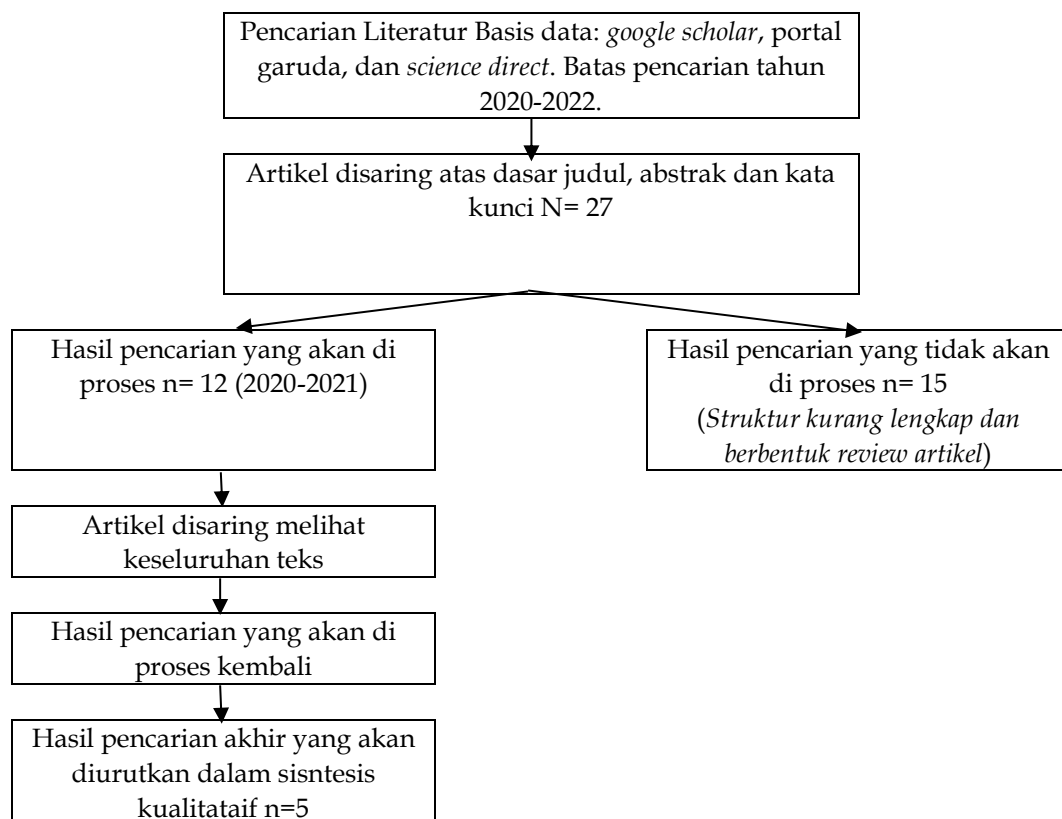 Pencarian Literatur Basis data: google scholar, portal
garuda, dan science direct. Batas pencarian tahun
2020-2022.
Artikel disaring atas dasar judul, abstrak dan kata
kunci N= 27
Hasil pencarian yang akan di
proses n= 12 (2020-2021)
Hasil pencarian yang tidak akan
di proses n= 15
(Struktur kurang lengkap dan
berbentuk review artikel)
Artikel disaring melihat
keseluruhan teks
Hasil pencarian yang akan di
proses kembali
Hasil pencarian akhir yang akan
diurutkan dalam sisntesis
kualitataif n=5